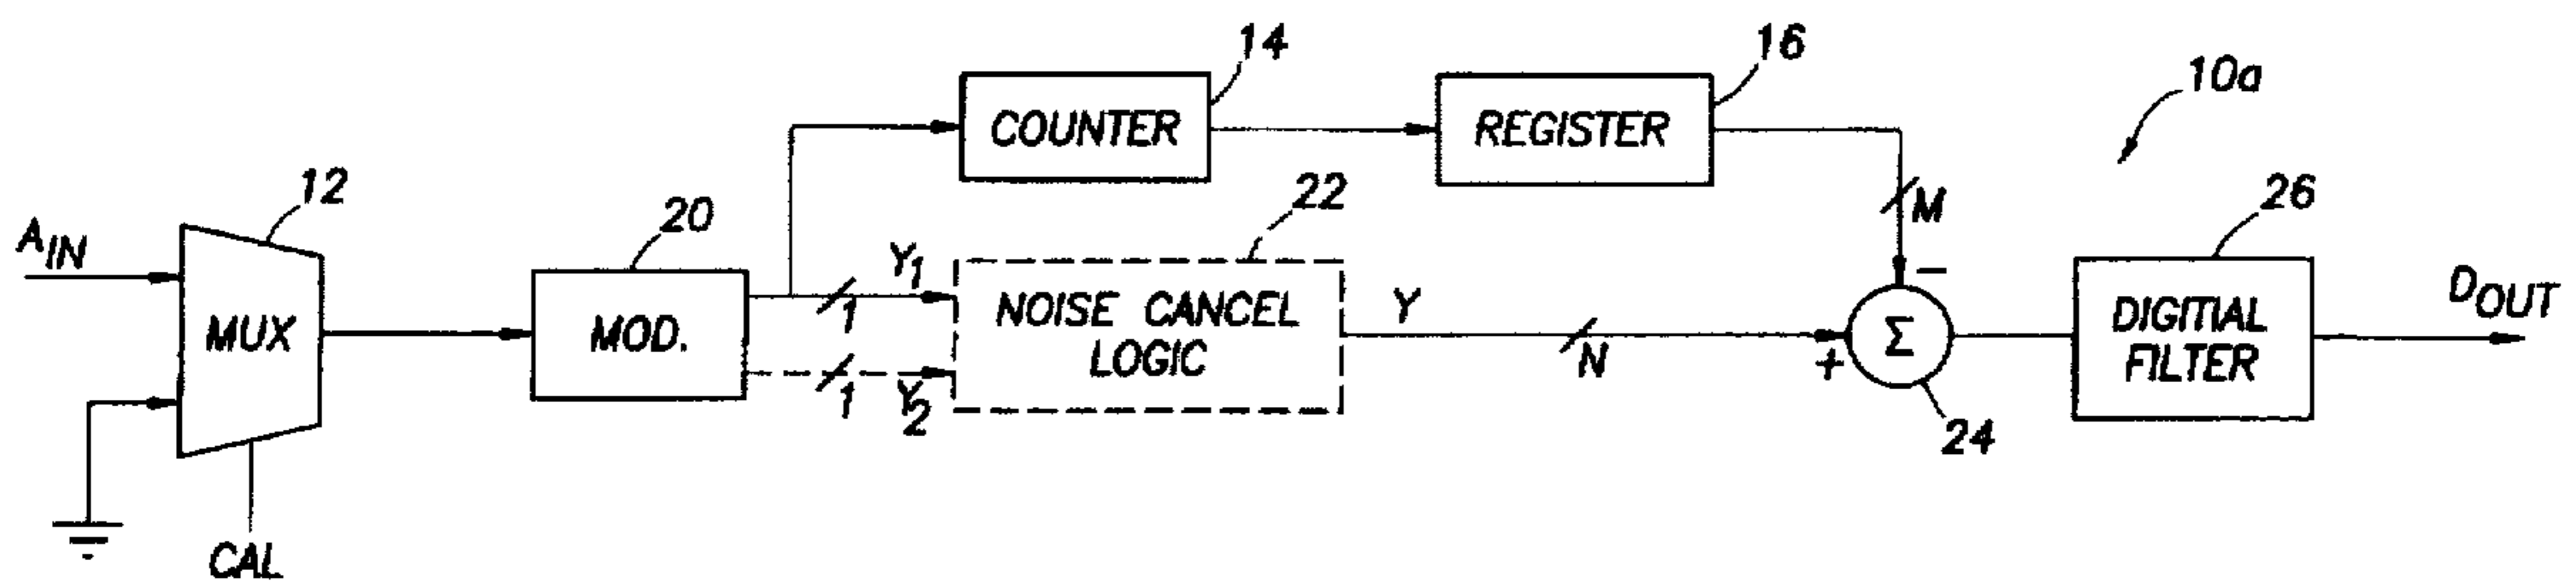 14
16
10a
COUNTER
REGISTER
12
20
22
M
26
A_IN
MUX
MOD.
Y_1
1
Y_2
1
NOISE CANCEL
LOGIC
Y
N
−
+
Σ
24
DIGITIAL
FILTER
D_OUT
CAL